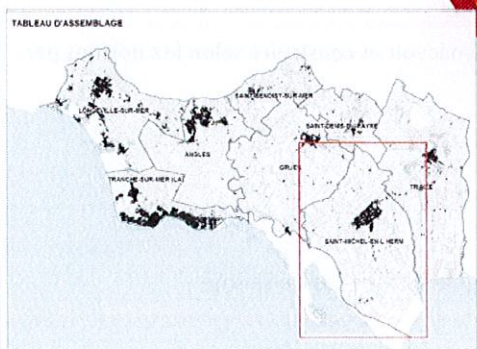 TABLEAU D'ASSEMBLAGE
SAINT-BENOIST-SUR-MER
LONGEVILLE-SUR-MER
SAINT-DENIS-DU-PAYRE
ANGLES
GRUES
TRANCHE-SUR-MER (LA)
TRIAIZE
SAINT-MICHEL-EN-L'HERM